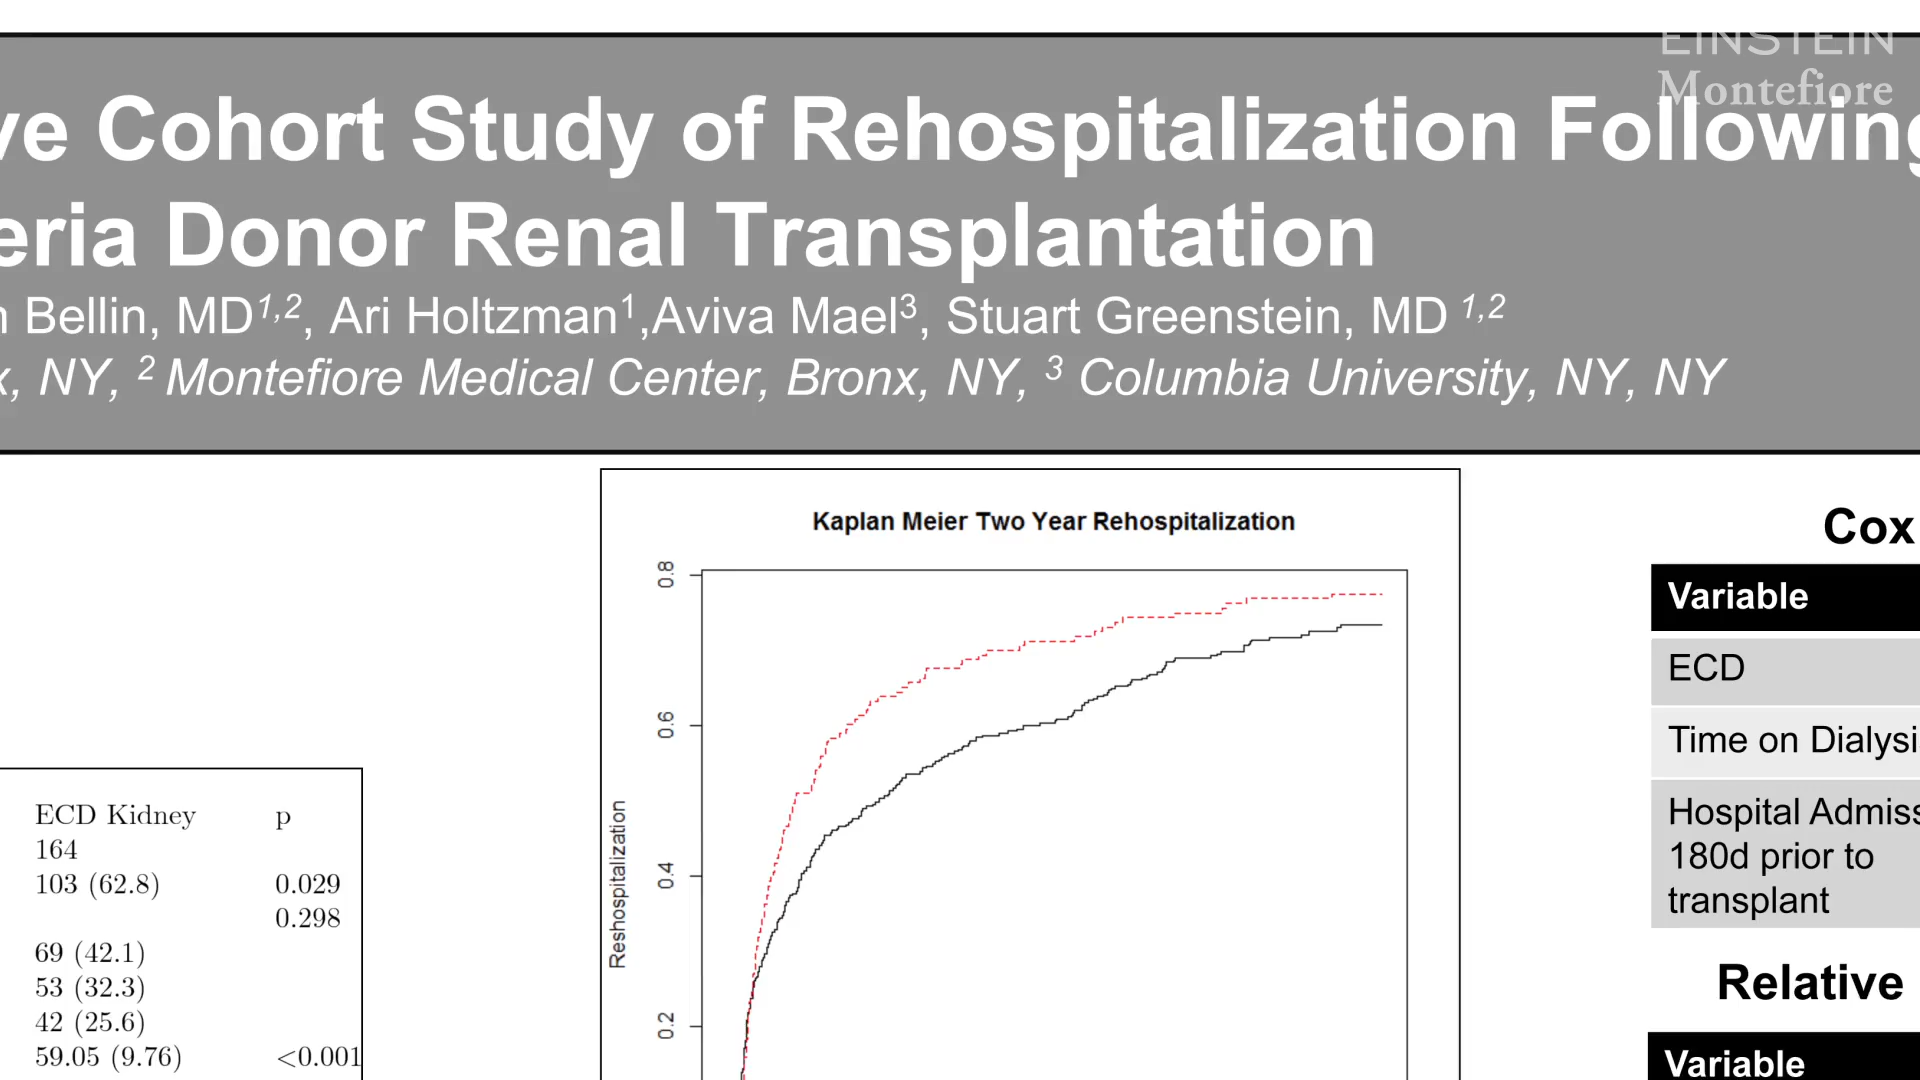 EINSTEIN
Montefiore
Cohort Study of Rehospitalization Following
Donor Renal Transplantation
Bellin, MD1,2, Ari Holtzman1,Aviva Mael3, Stuart Greenstein, MD 1,2
NY, 2 Montefiore Medical Center, Bronx, NY, 3 Columbia University, NY, NY
ECD Kidney p
164
103 (62.8) 0.029
0.298
69 (42.1)
53 (32.3)
42 (25.6)
59.05 (9.76) <0.001
Kaplan Meier Two Year Rehospitalization
0.8
0.6
0.4
0.2
Reshospitalization
Cox
Variable
ECD
Time on Dialysi
Hospital Admiss
180d prior to
transplant
Relative
Variable